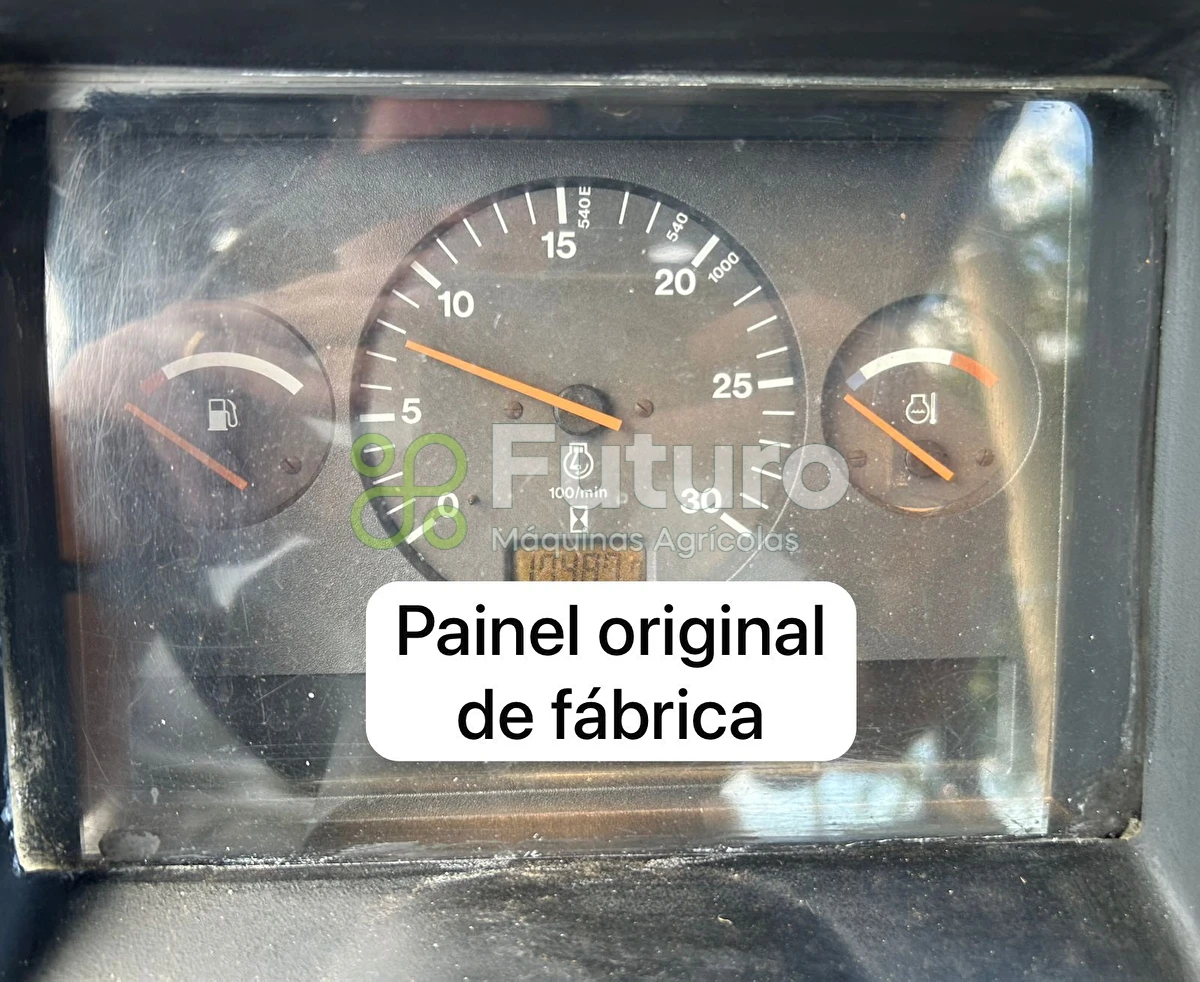 540E
15
540
20
1000
10
25
5
Futuro
100/min
0
30
Máquinas Agrícolas
Painel original
de fábrica